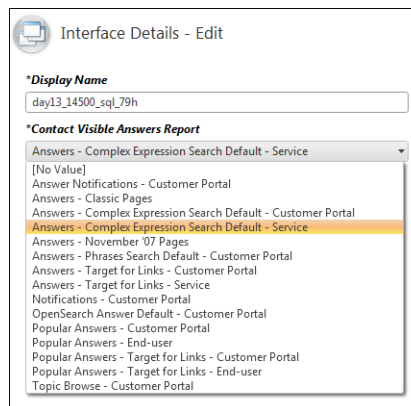 Interface Details - Edit
*Display Name
day13_14500_sql_79h
*Contact Visible Answers Report
Answers - Complex Expression Search Default - Service
[No Value]
Answer Notifications - Customer Portal
Answers - Classic Pages
Answers - Complex Expression Search Default - Customer Portal
Answers - Complex Expression Search Default - Service
Answers - November '07 Pages
Answers - Phrases Search Default - Customer Portal
Answers - Target for Links - Customer Portal
Answers - Target for Links - Service
Notifications - Customer Portal
OpenSearch Answer Default - Customer Portal
Popular Answers - Customer Portal
Popular Answers - End-user
Popular Answers - Target for Links - Customer Portal
Popular Answers - Target for Links - End-user
Topic Browse - Customer Portal